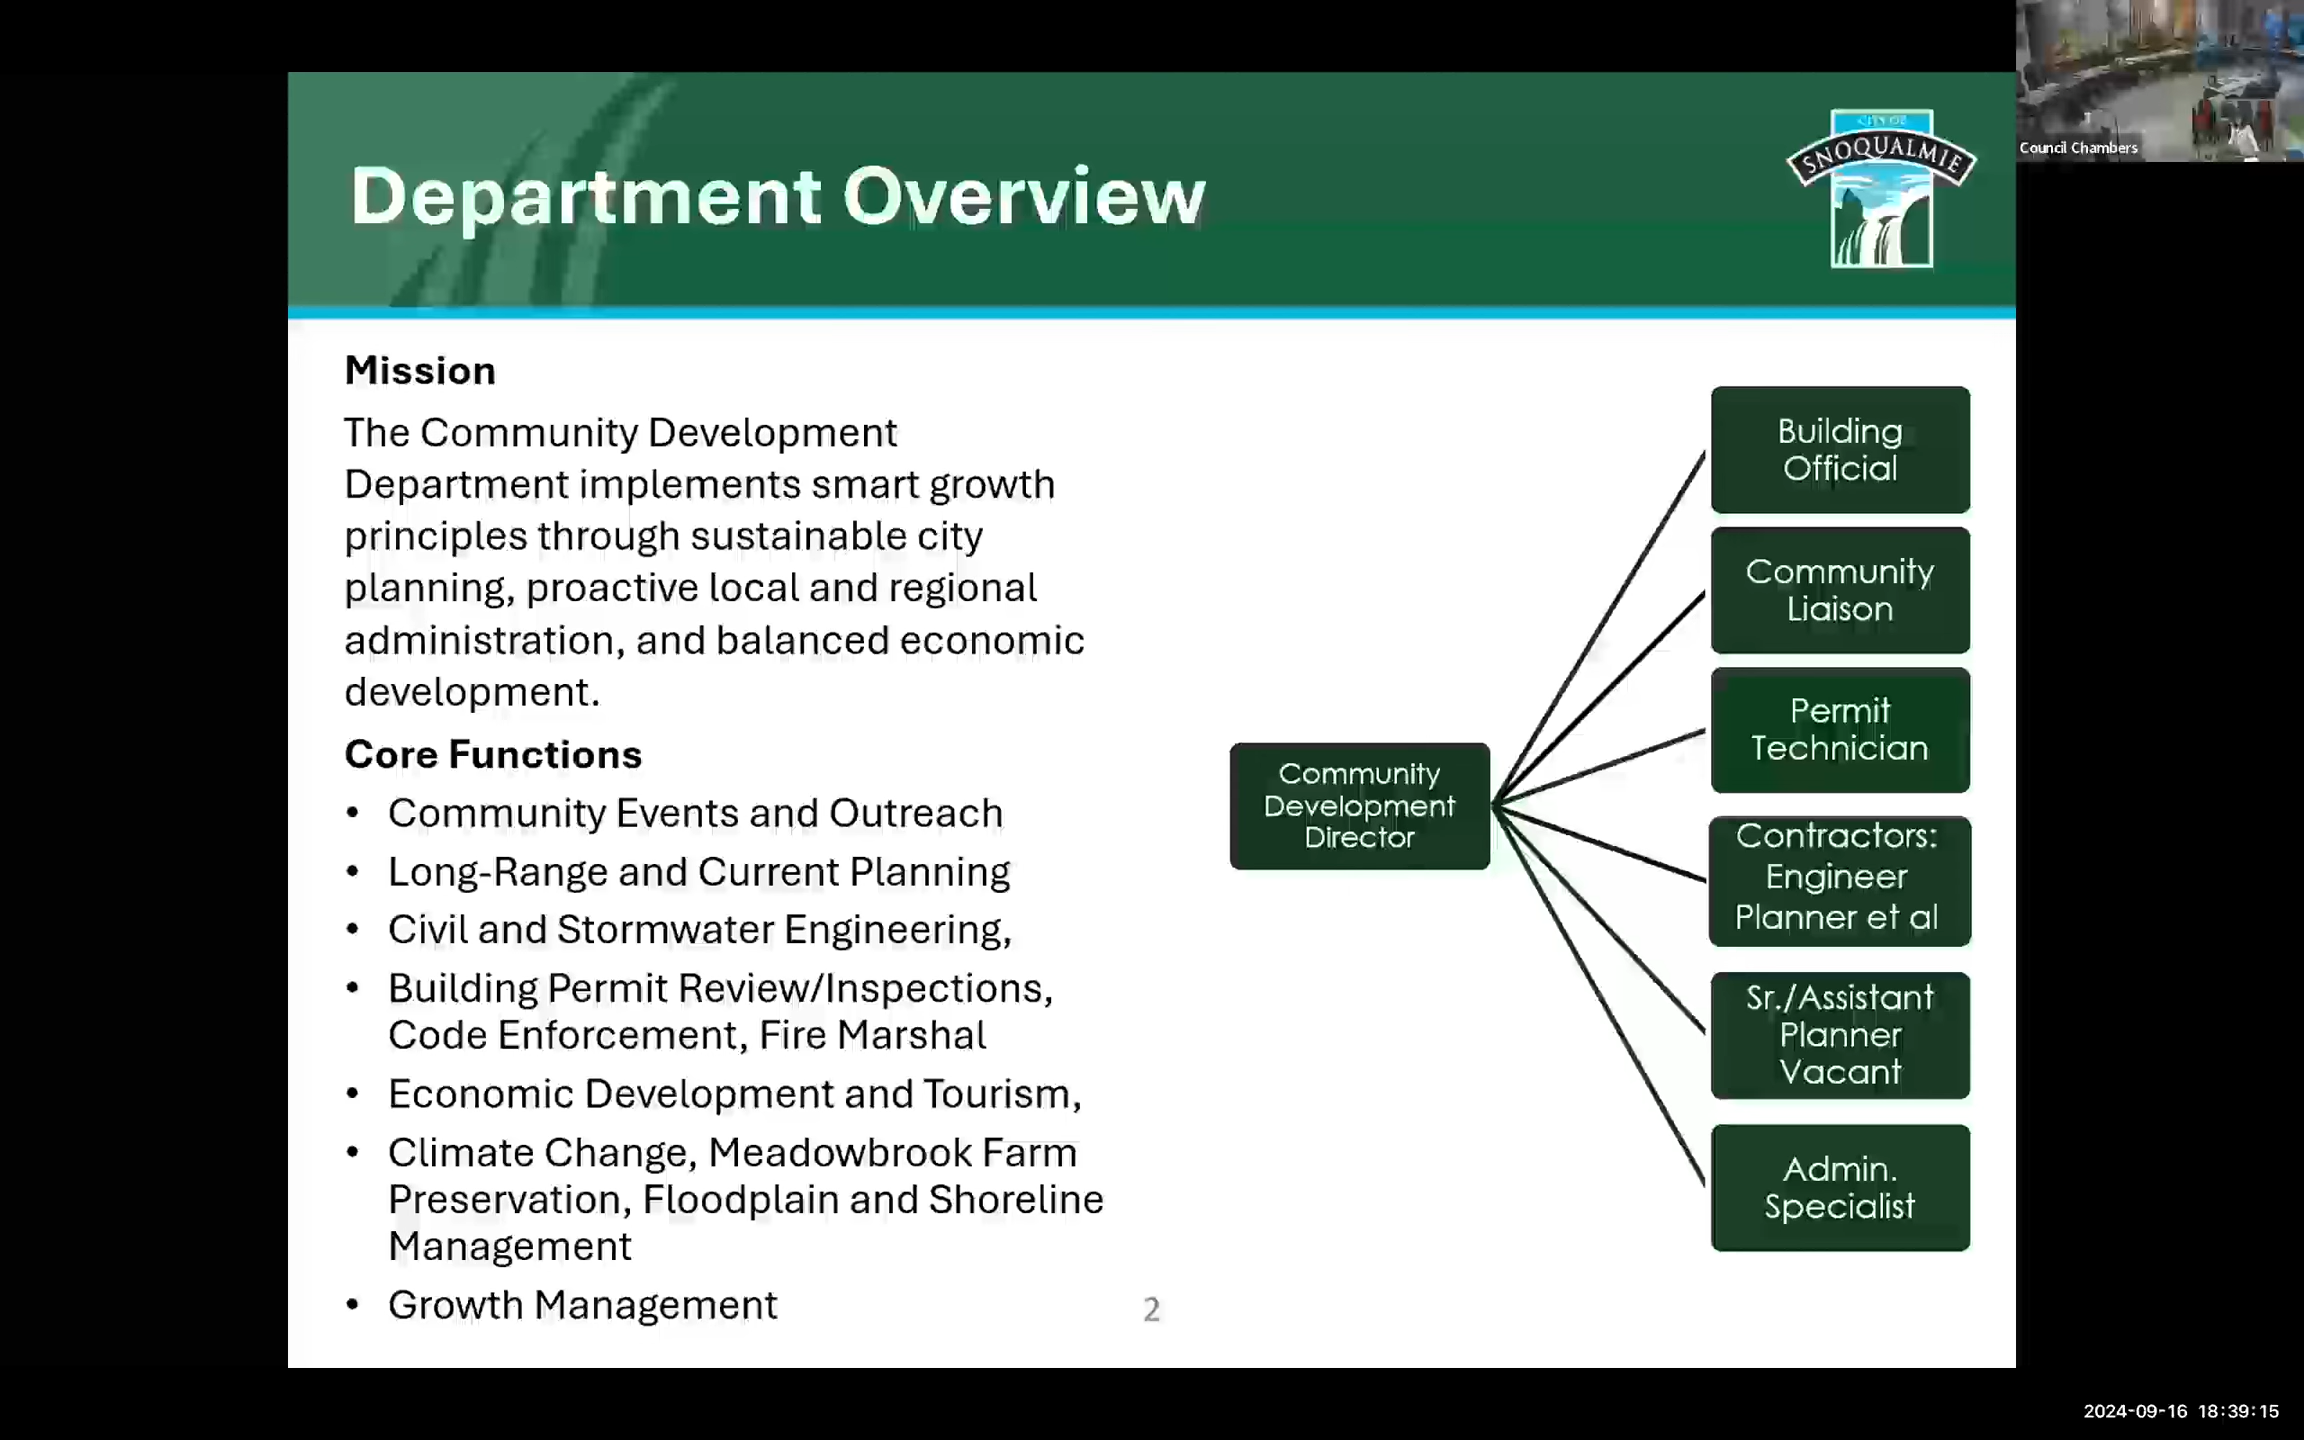 Department Overview
CITY OF
SNOQUALMIE
Council Chambers
Mission
The Community Development
Department implements smart growth
principles through sustainable city
planning, proactive local and regional
administration, and balanced economic
development.
Core Functions
• Community Events and Outreach
• Long-Range and Current Planning
• Civil and Stormwater Engineering,
• Building Permit Review/Inspections,
Code Enforcement, Fire Marshal
• Economic Development and Tourism,
• Climate Change, Meadowbrook Farm
Preservation, Floodplain and Shoreline
Management
• Growth Management
Community
Development
Director
Building
Official
Community
Liaison
Permit
Technician
Contractors:
Engineer
Planner et al
Sr./Assistant
Planner
Vacant
Admin.
Specialist
2
2024-09-16 18:39:15